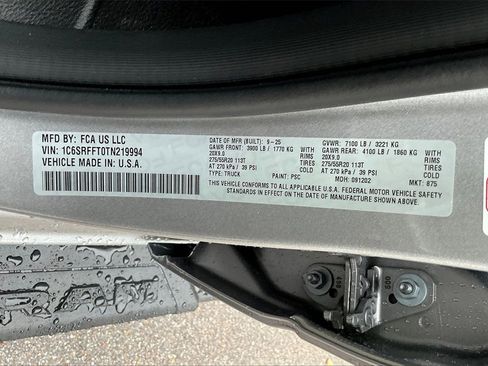 MFD BY: FCA US LLC
VIN: 1C6SRFFT0TN219994
VEHICLE MADE IN: U.S.A.
DATE OF MFR (BUILT): 9-25
GAWR FRONT: 3900 LB / 1770 KG
20X9.0 RIMS
275/55R20 113T TIRES
AT 270 kPa / 39 PSI COLD
TYPE: TRUCK PAINT: PSC
GVWR: 7100 LB / 3221 KG
GAWR REAR: 4100 LB / 1860 KG
20X9.0 RIMS
275/55R20 113T TIRES
AT 270 kPa / 39 PSI COLD
MDH: 091202 MKT: 875
THIS VEHICLE CONFORMS TO ALL APPLICABLE U.S.A. FEDERAL MOTOR VEHICLE SAFETY
STANDARDS IN EFFECT ON THE DATE OF MANUFACTURE SHOWN ABOVE.